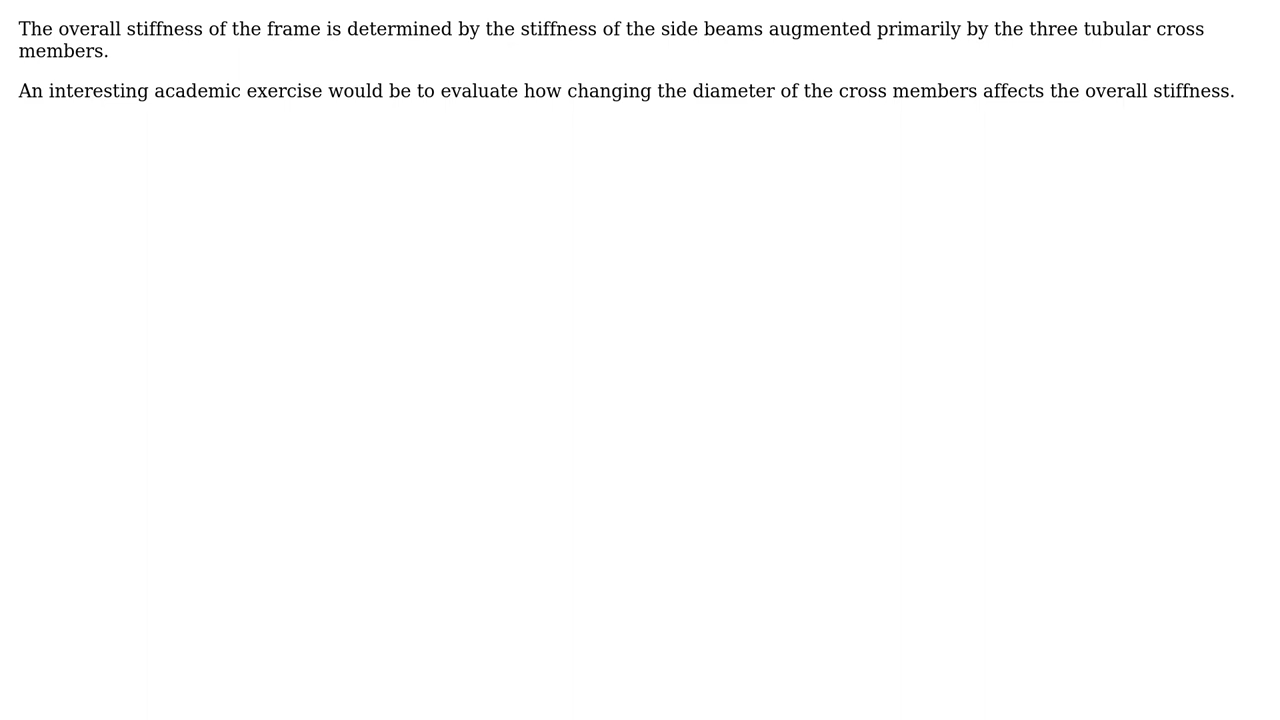 The overall stiffness of the frame is determined by the stiffness of the side beams augmented primarily by the three tubular cross
members.
An interesting academic exercise would be to evaluate how changing the diameter of the cross members affects the overall stiffness.